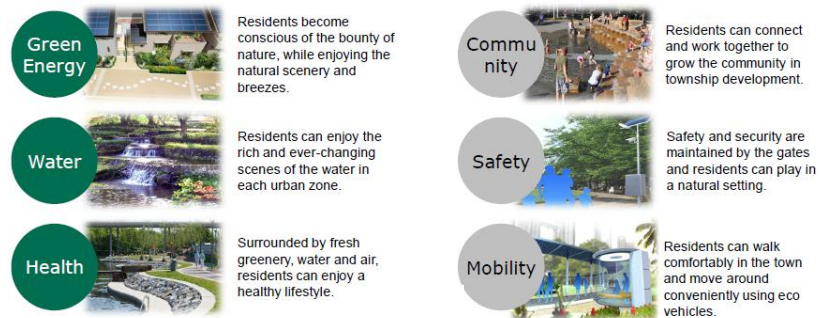 Green
Energy
Residents become
conscious of the bounty of
nature, while enjoying the
natural scenery and
breezes.
Water
Residents can enjoy the
rich and ever-changing
scenes of the water in
each urban zone.
Health
Surrounded by fresh
greenery, water and air,
residents can enjoy a
healthy lifestyle.
Commu
nity
Residents can connect
and work together to
grow the community in
township development.
Safety
Safety and security are
maintained by the gates
and residents can play in
a natural setting.
Mobility
Residents can walk
comfortably in the town
and move around
conveniently using eco
vehicles.